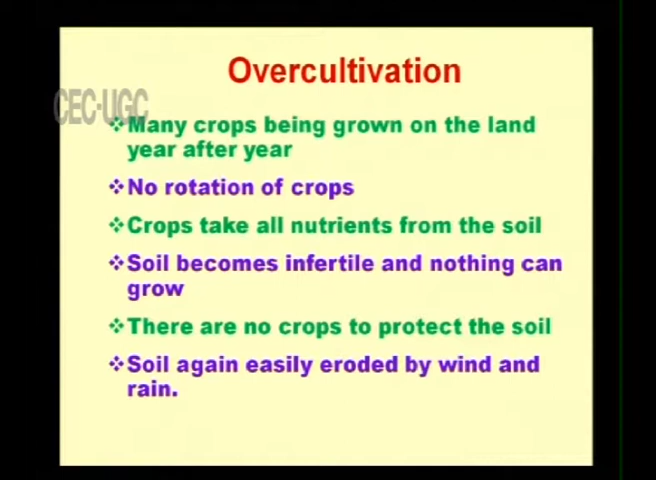 Overcultivation
CEC-UGC
❖Many crops being grown on the land
year after year
❖No rotation of crops
❖Crops take all nutrients from the soil
❖Soil becomes infertile and nothing can
grow
❖There are no crops to protect the soil
❖Soil again easily eroded by wind and
rain.